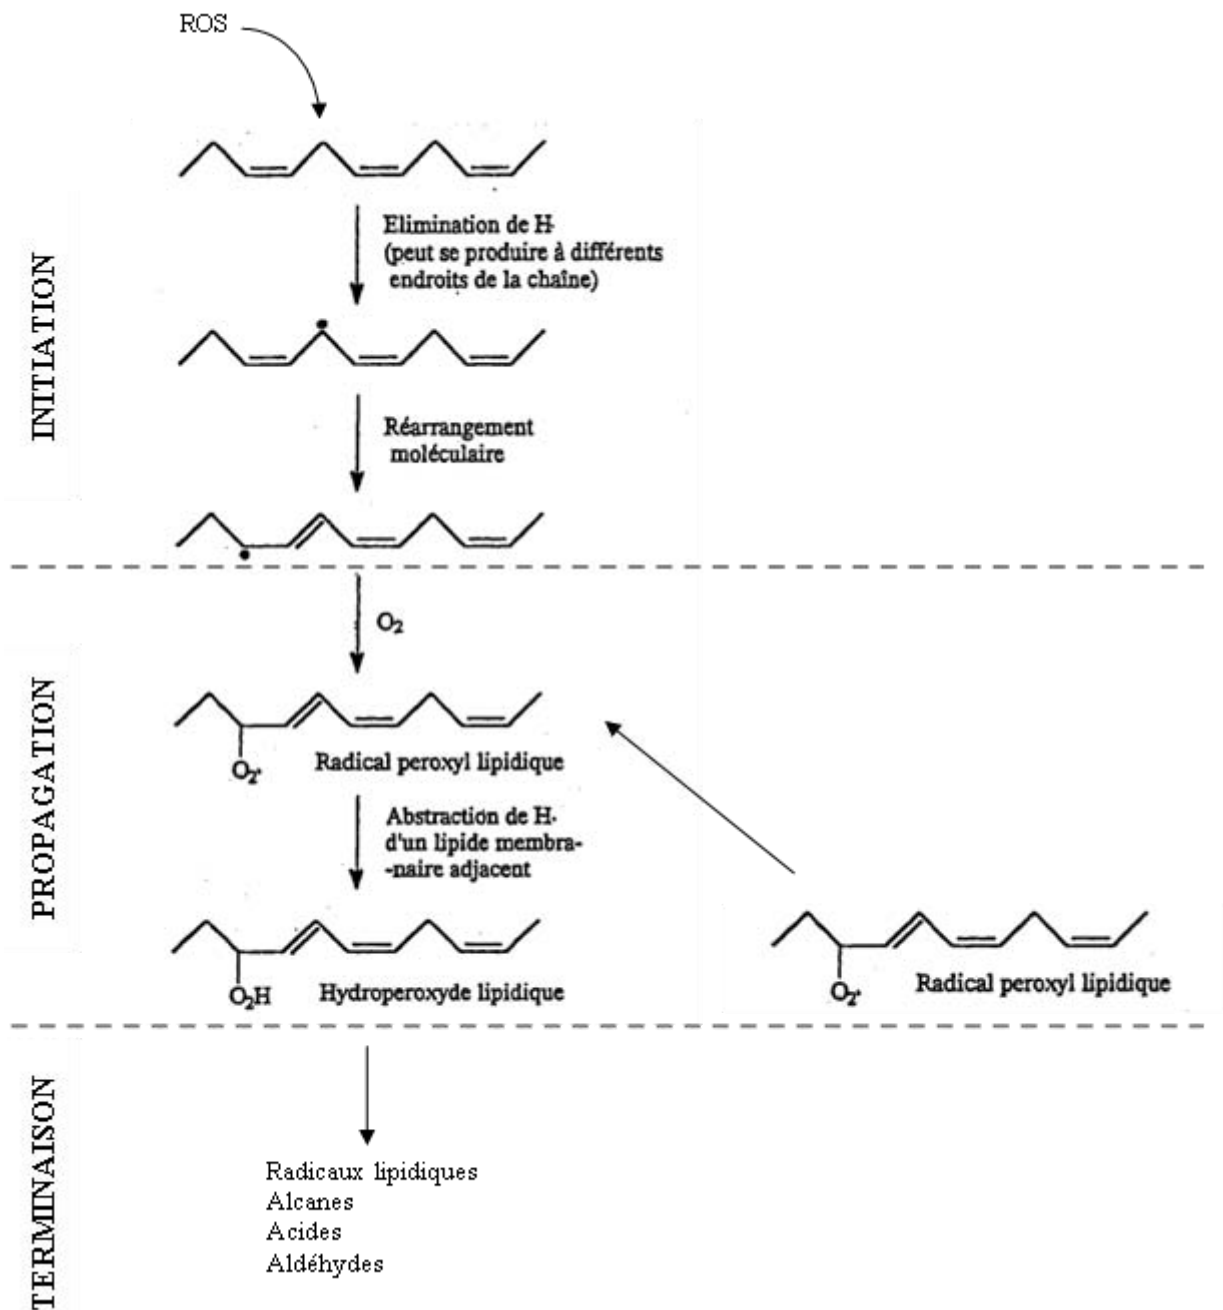 ROS
INITIATION
Elimination de H·
(peut se produire à différents
endroits de la chaîne)
Réarrangement
moléculaire
PROPAGATION
O₂
O₂·
Radical peroxyl lipidique
Abstraction de H·
d'un lipide membra-
-naire adjacent
O₂H
Hydroperoxyde lipidique
O₂·
Radical peroxyl lipidique
TERMINAISON
Radicaux lipidiques
Alcanes
Acides
Aldéhydes